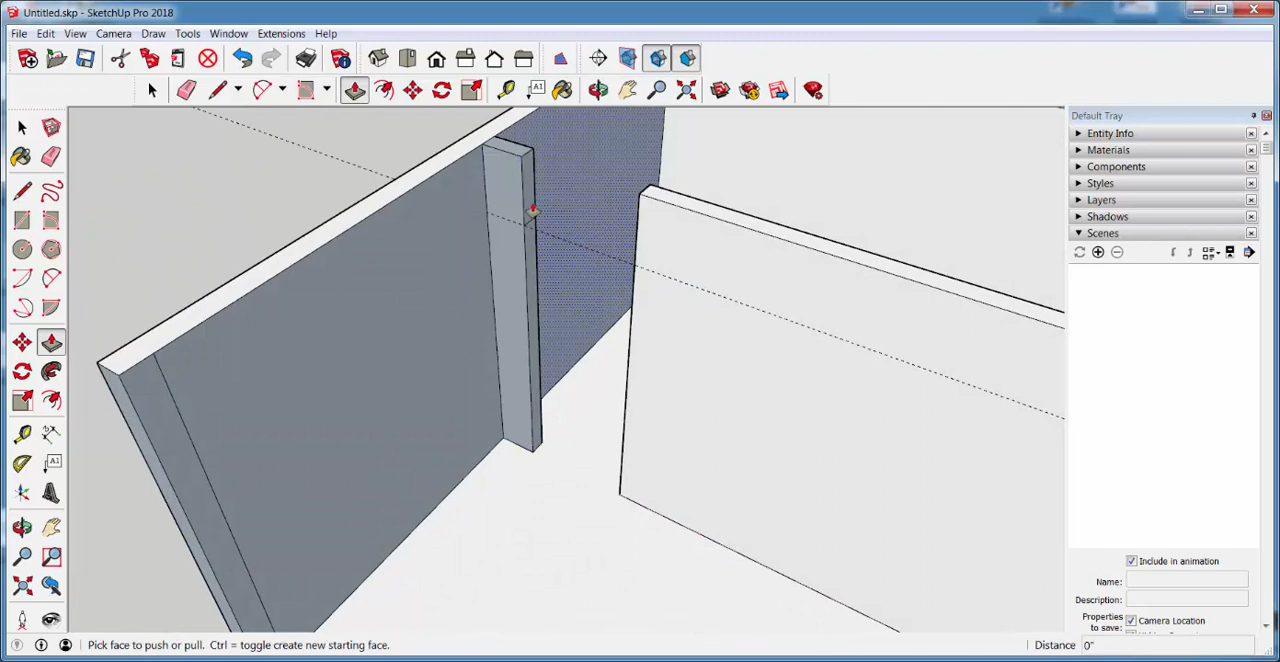 Untitled.skp - SketchUp Pro 2018
File Edit View Camera Draw Tools Window Extensions Help
A1
Default Tray
Entity Info
Materials
Components
Styles
Layers
Shadows
Scenes
A1
Include in animation
Name:
Description:
Properties
to save:
Camera Location
Pick face to push or pull. Ctrl = toggle create new starting face.
Distance 0"